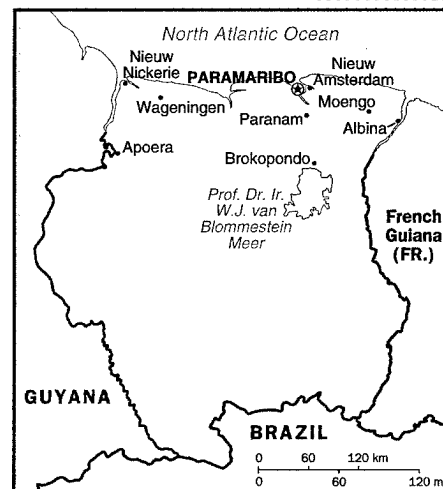 North Atlantic Ocean
Nieuw
Nickerie
PARAMARIBO
Nieuw
Amsterdam
Wageningen
Moengo
Paranam
Albina
Apoera
Brokopondo
Prof. Dr. Ir.
W.J. van
Blommestein
Meer
French
Guiana
(FR.)
GUYANA
BRAZIL
0 60 120 km
0 60 120 m